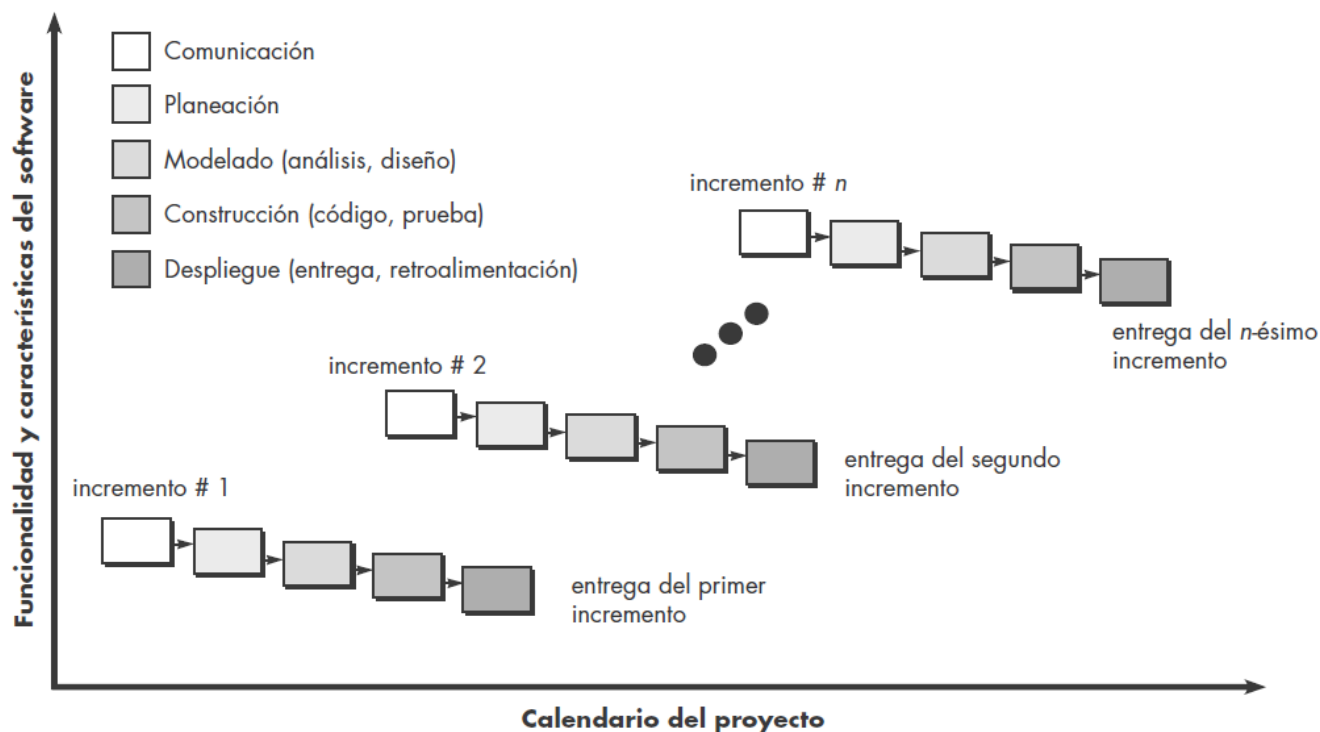 Funcionalidad y características del software
Comunicación
Planeación
Modelado (análisis, diseño)
Construcción (código, prueba)
Despliegue (entrega, retroalimentación)
incremento # n
entrega del n-ésimo
incremento
incremento # 2
entrega del segundo
incremento
incremento # 1
entrega del primer
incremento
Calendario del proyecto